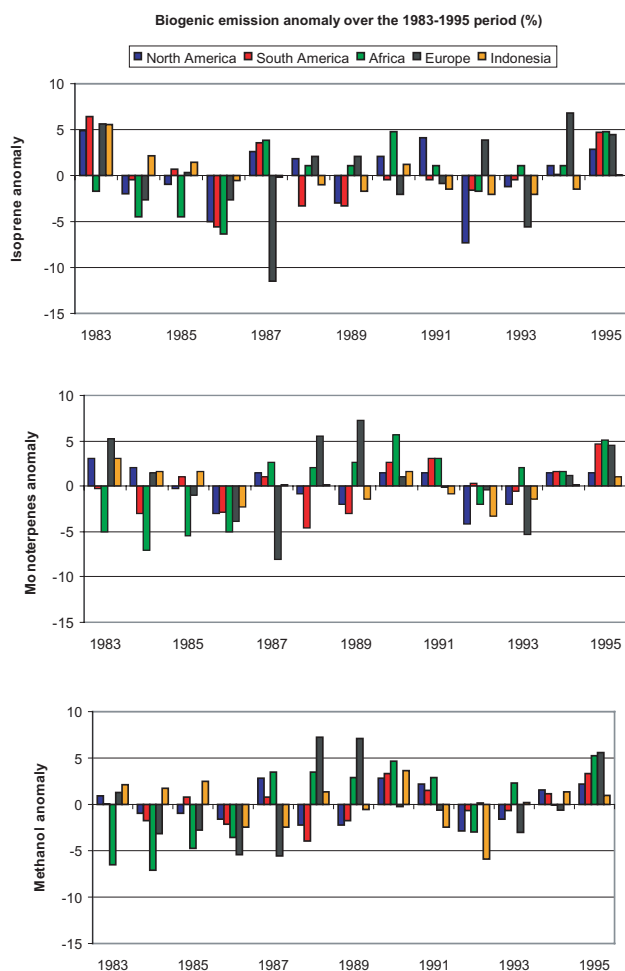 Biogenic emission anomaly over the 1983-1995 period (%)
North America South America Africa Europe Indonesia
Isoprene anomaly
10
5
0
-5
-10
-15
1983 1985 1987 1989 1991 1993 1995
Monoterpenes anomaly
10
5
0
-5
-10
-15
1983 1985 1987 1989 1991 1993 1995
Methanol anomaly
10
5
0
-5
-10
-15
1983 1985 1987 1989 1991 1993 1995